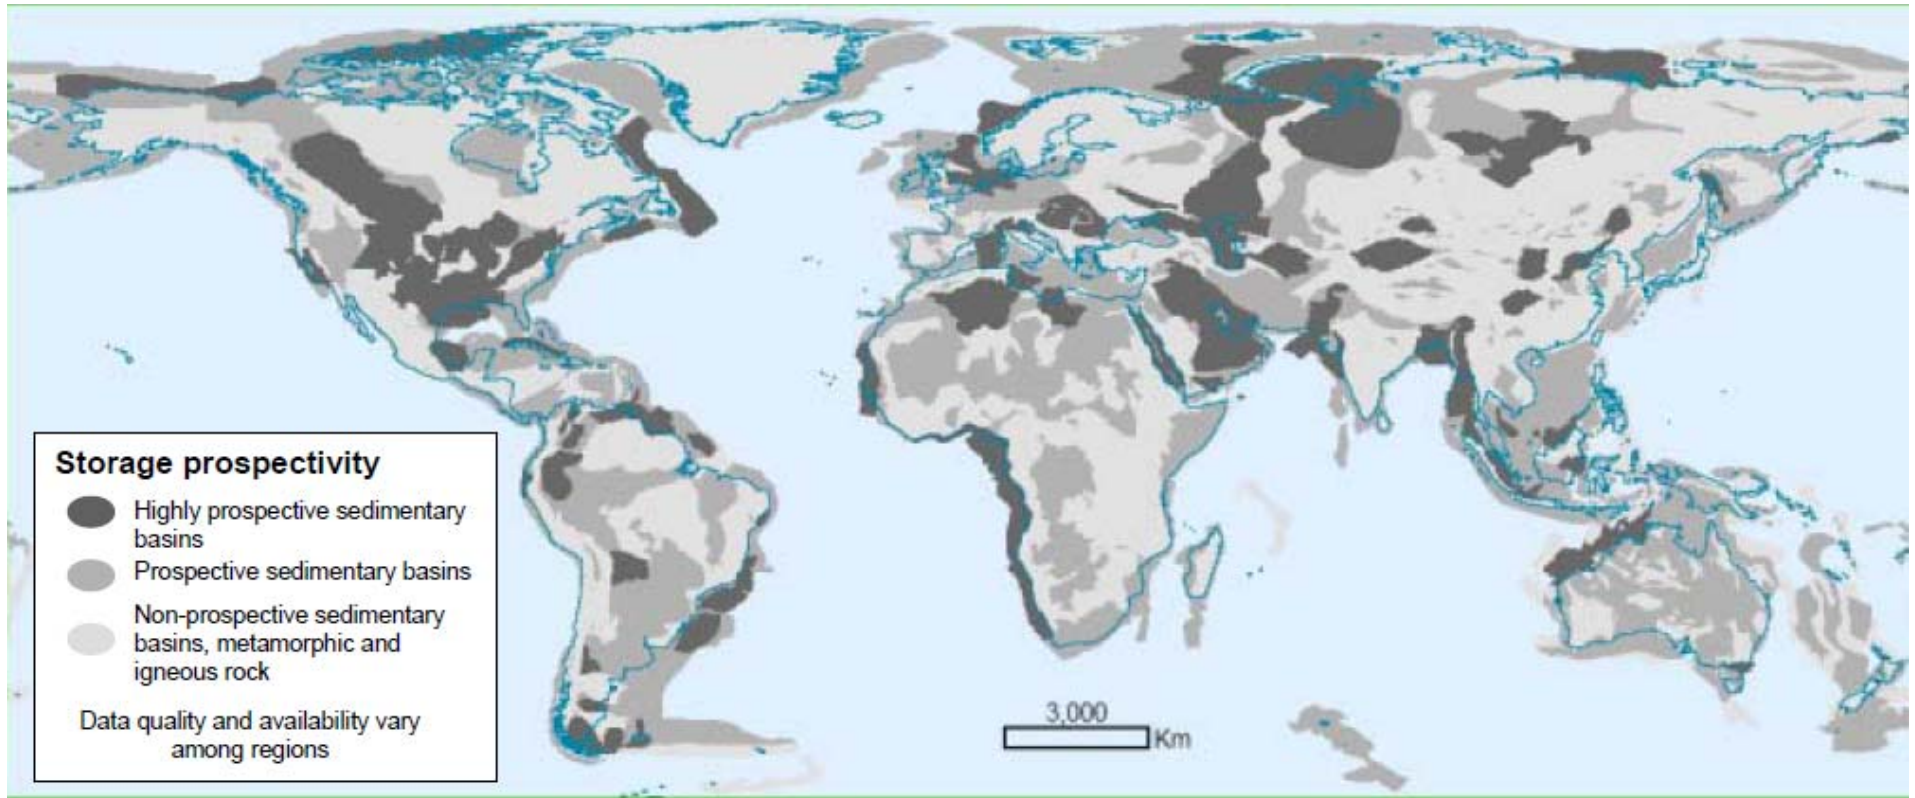 Storage prospectivity
Highly prospective sedimentary
basins
Prospective sedimentary basins
Non-prospective sedimentary
basins, metamorphic and
igneous rock
Data quality and availability vary
among regions
3,000
Km